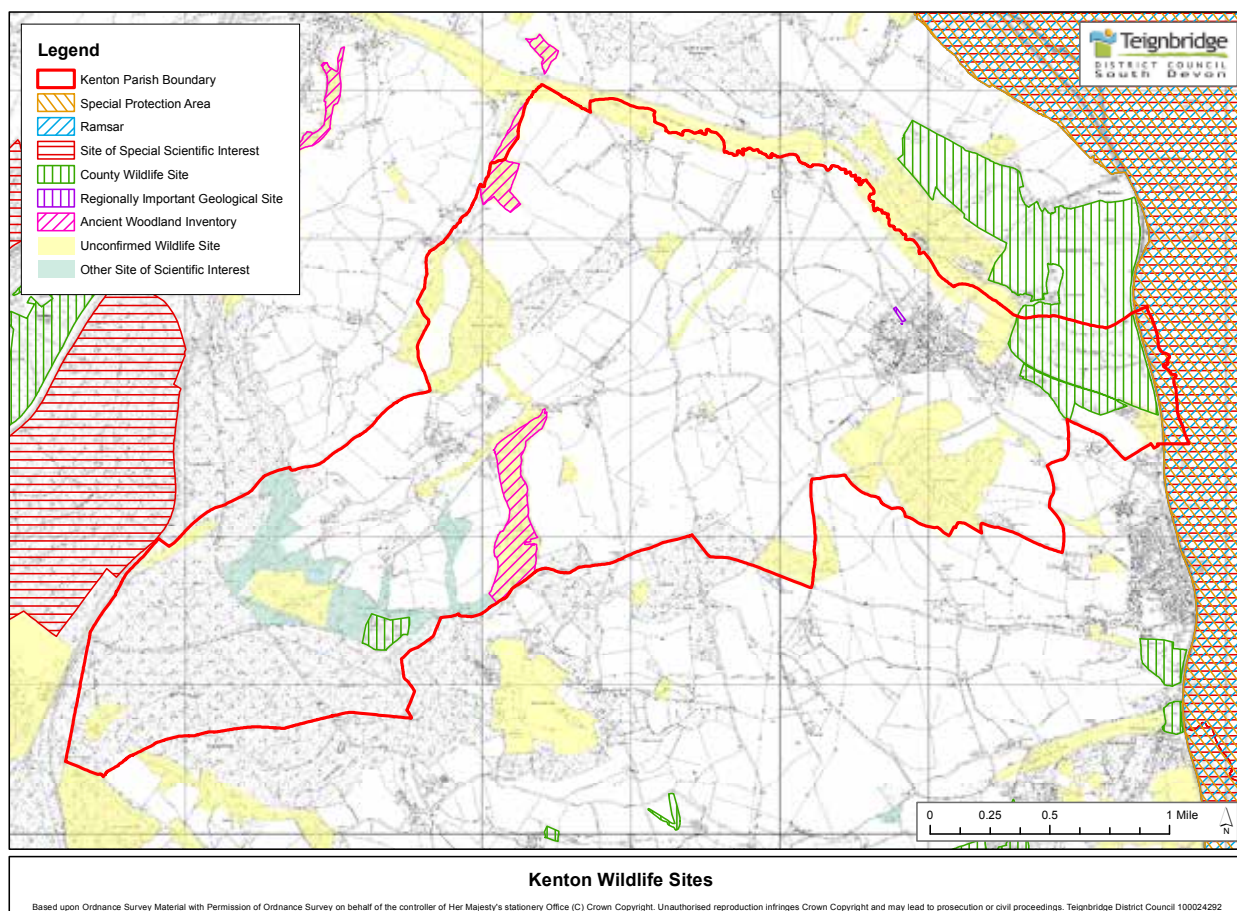 Legend
Kenton Parish Boundary
Special Protection Area
Ramsar
Site of Special Scientific Interest
County Wildlife Site
Regionally Important Geological Site
Ancient Woodland Inventory
Unconfirmed Wildlife Site
Other Site of Scientific Interest
Teignbridge
DISTRICT COUNCIL
South Devon
0 0.25 0.5 1 Mile
N
Kenton Wildlife Sites
Based upon Ordnance Survey Material with Permission of Ordnance Survey on behalf of the controller of Her Majesty's stationery Office (C) Crown Copyright. Unauthorised reproduction infringes Crown Copyright and may lead to prosecution or civil proceedings. Teignbridge District Council 100024292